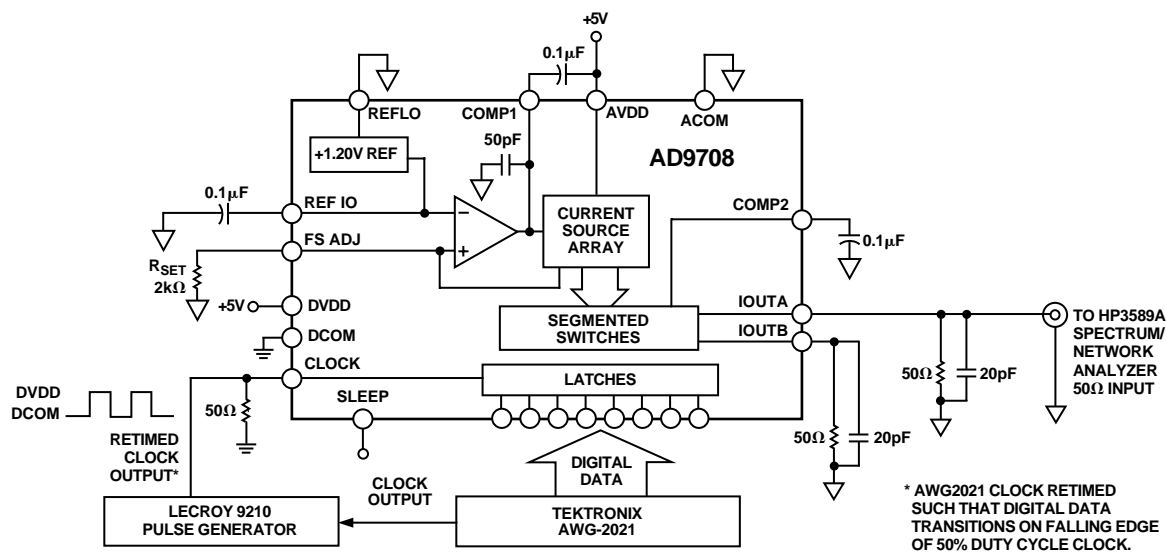 +5V
0.1µF
REFLO
COMP1
AVDD
ACOM
50pF
+1.20V REF
AD9708
0.1µF
REF IO
–
+
FS ADJ
CURRENT
SOURCE
ARRAY
COMP2
0.1µF
RSET
2kΩ
+5V
DVDD
DCOM
CLOCK
SEGMENTED
SWITCHES
IOUTA
IOUTB
TO HP3589A
SPECTRUM/
NETWORK
ANALYZER
50Ω INPUT
LATCHES
50Ω
20pF
DVDD
DCOM
50Ω
SLEEP
50Ω
20pF
RETIMED
CLOCK
OUTPUT*
DIGITAL
DATA
CLOCK
OUTPUT
LECROY 9210
PULSE GENERATOR
TEKTRONIX
AWG-2021
* AWG2021 CLOCK RETIMED
SUCH THAT DIGITAL DATA
TRANSITIONS ON FALLING EDGE
OF 50% DUTY CYCLE CLOCK.